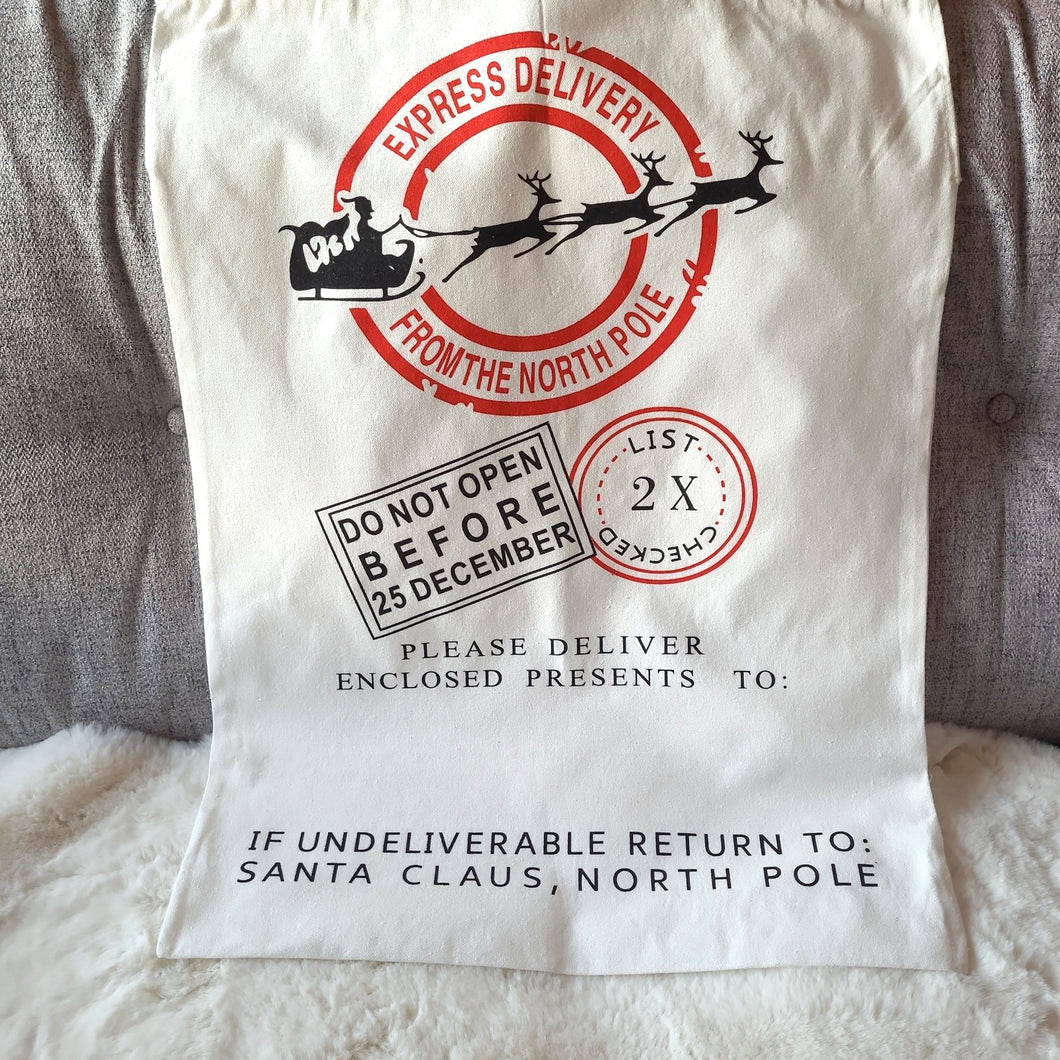 EXPRESS DELIVERY
FROM THE NORTH POLE
LIST
2 X
CHECKED
DO NOT OPEN
BEFORE
25 DECEMBER
PLEASE DELIVER
ENCLOSED PRESENTS TO:
IF UNDELIVERABLE RETURN TO:
SANTA CLAUS, NORTH POLE